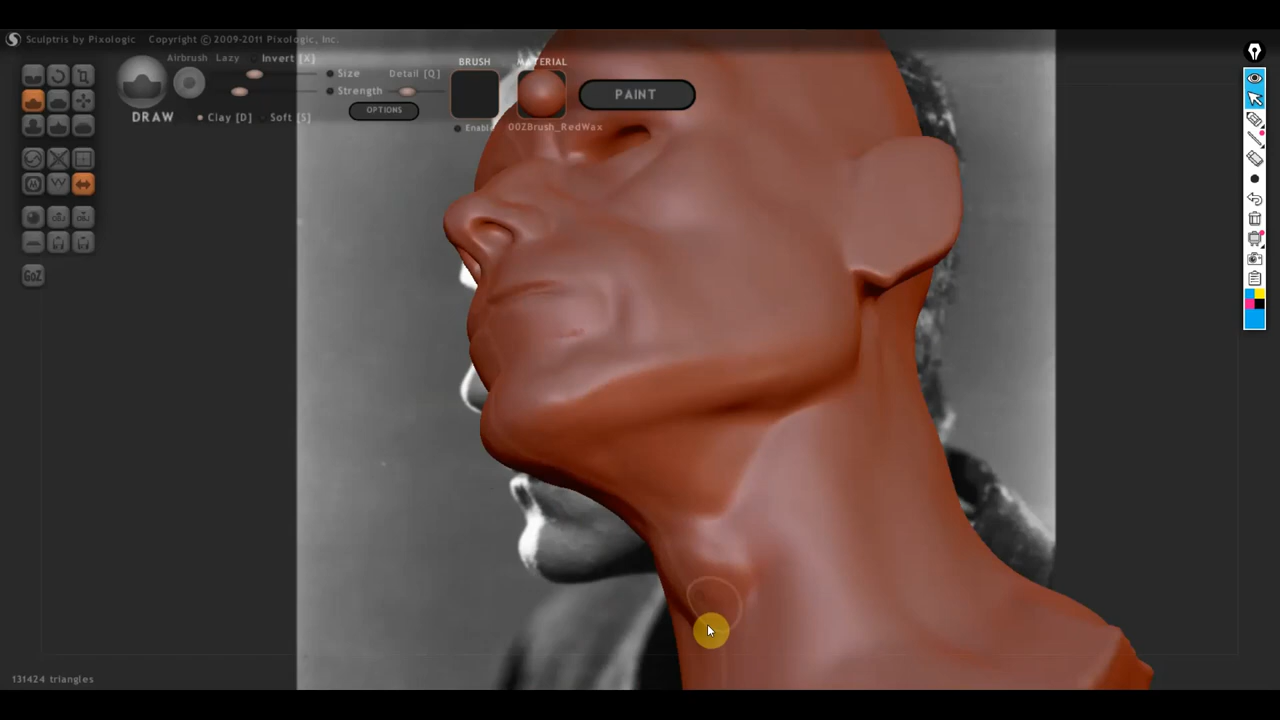 Sculptris by Pixologic Copyright © 2009-2011 Pixologic, Inc.
Airbrush Lazy Invert [X]
Size Detail [Q]
Strength
OPTIONS
DRAW Clay [D] Soft [S]
BRUSH MATERIAL
Enable
00ZBrush_RedWax
PAINT
GoZ
131424 triangles